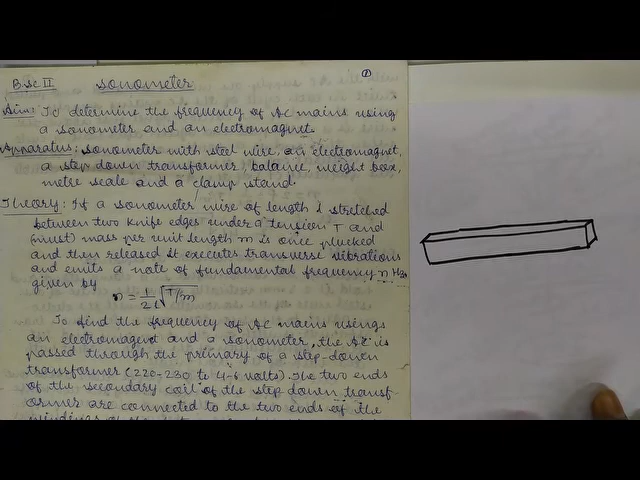 B.Sc II Sonometer ①
Aim: To determine the frequency of AC mains using
a sonometer and an electromagnet.
Apparatus: Sonometer with steel wire, an electromagnet,
a step down transformer, balance, weight box,
metre scale and a clamp stand.
Theory: If a sonometer wire of length l stretched
between two knife edges under a tension T and
mass per unit length m is once plucked
and then released it executes transverse vibrations
and emits a note of fundamental frequency n Hz
given by
n = 1/2l √T/m
To find the frequency of AC mains usings
an electromagnet and a sonometer, the AC is
passed through the primary of a step-down
transformer (220-230 to 4-6 volts). The two ends
of the secondary coil of the step down transf-
ormer are connected to the two ends of the
windings of the